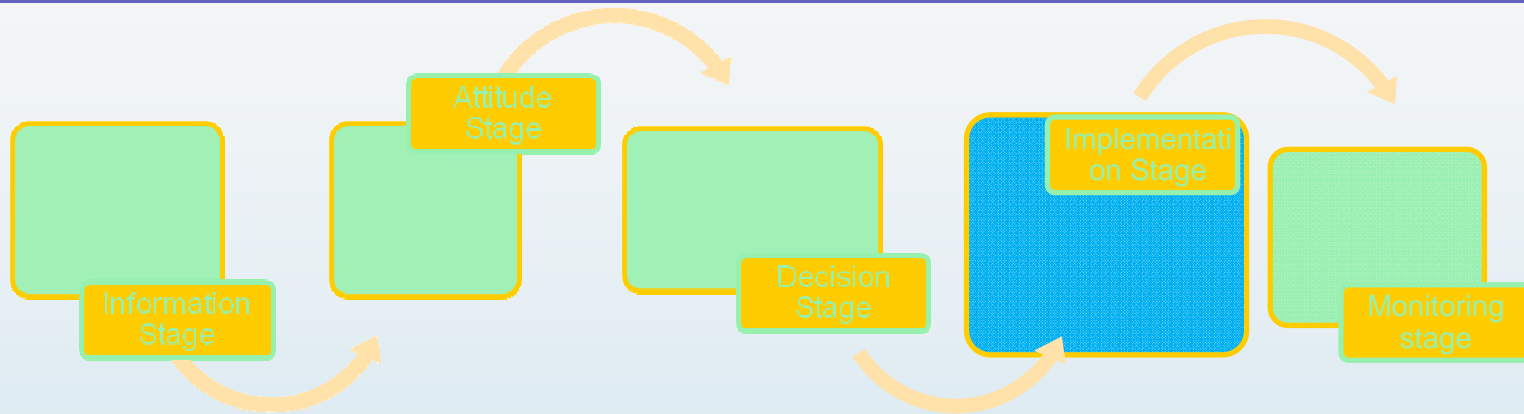 Information
Stage
Attitude
Stage
Decision
Stage
Implementati
on Stage
Monitoring
stage